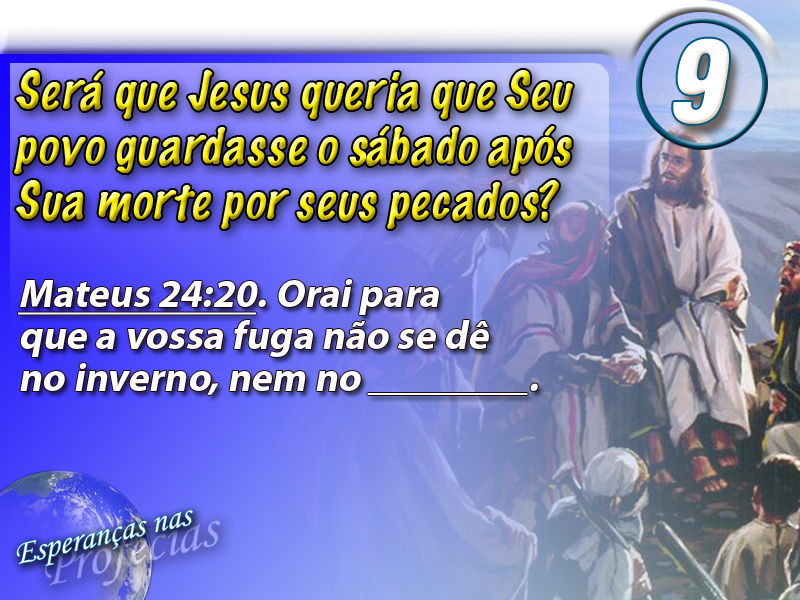 9
Será que Jesus queria que Seu
povo guardasse o sábado após
Sua morte por seus pecados?
Mateus 24:20. Orai para
que a vossa fuga não se dê
no inverno, nem no ________.
Esperanças nas
Profecias